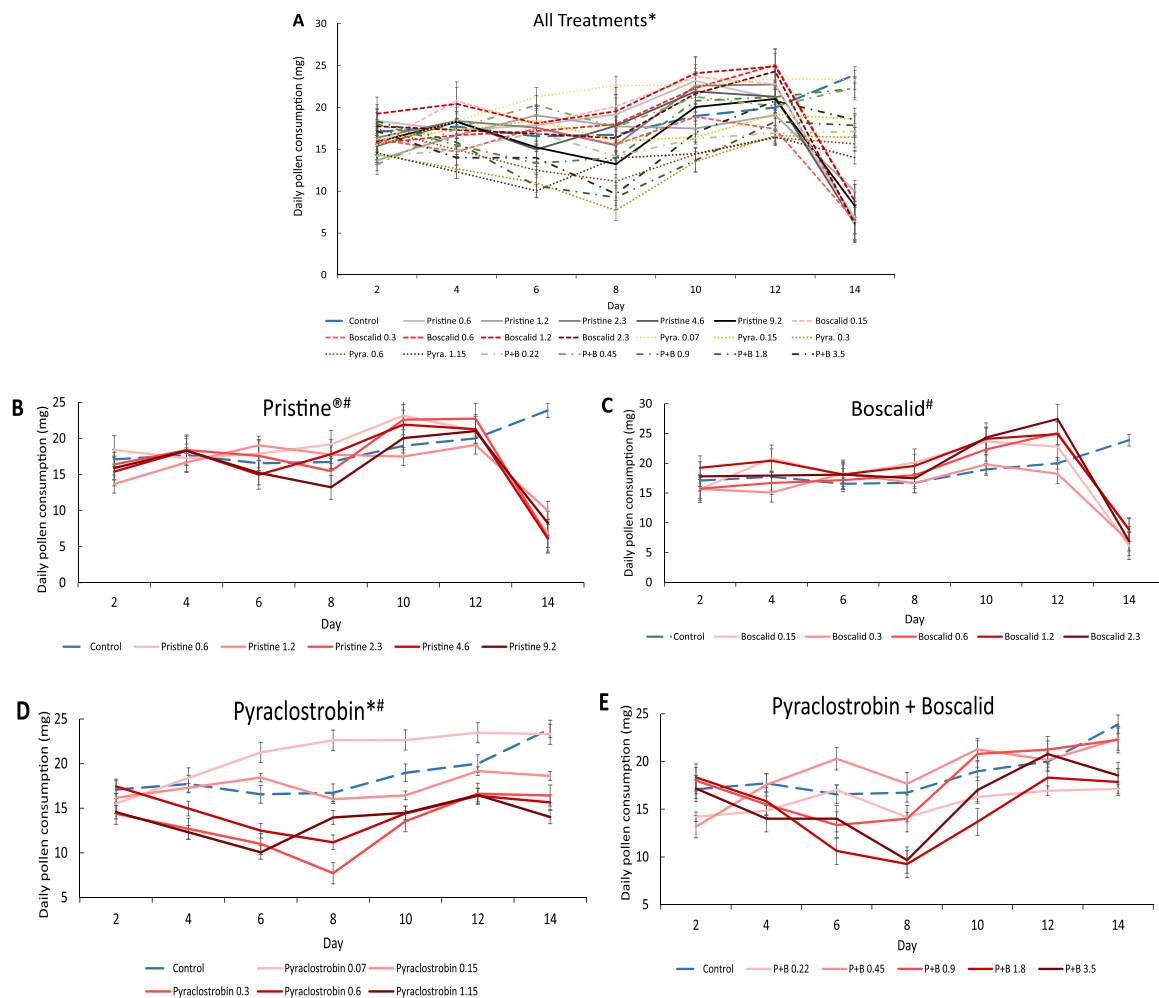 A
All Treatments*
Daily pollen consumption (mg)
30
25
20
15
10
5
0
2 4 6 8 10 12 14
Day
Control Pristine 0.6 Pristine 1.2 Pristine 2.3 Pristine 4.6 Pristine 9.2 Boscalid 0.15
Boscalid 0.3 Boscalid 0.6 Boscalid 1.2 Boscalid 2.3 Pyra. 0.07 Pyra. 0.15 Pyra. 0.3
Pyra. 0.6 Pyra. 1.15 P+B 0.22 P+B 0.45 P+B 0.9 P+B 1.8 P+B 3.5
B
Pristine®#
Daily pollen consumption (mg)
25
20
15
10
5
0
2 4 6 8 10 12 14
Day
Control Pristine 0.6 Pristine 1.2 Pristine 2.3 Pristine 4.6 Pristine 9.2
C
Boscalid#
Daily pollen consumption (mg)
30
25
20
15
10
5
0
2 4 6 8 10 12 14
Day
Control Boscalid 0.15 Boscalid 0.3 Boscalid 0.6 Boscalid 1.2 Boscalid 2.3
D
Pyraclostrobin*#
Daily pollen consumption (mg)
25
20
15
10
5
2 4 6 8 10 12 14
Day
Control Pyraclostrobin 0.07 Pyraclostrobin 0.15
Pyraclostrobin 0.3 Pyraclostrobin 0.6 Pyraclostrobin 1.15
E
Pyraclostrobin + Boscalid
Daily pollen consumption (mg)
25
20
15
10
5
2 4 6 8 10 12 14
Day
Control P+B 0.22 P+B 0.45 P+B 0.9 P+B 1.8 P+B 3.5